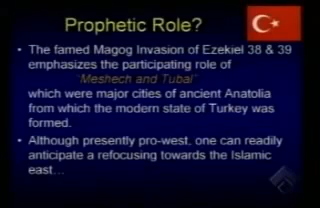 Prophetic Role?
• The famed Magog Invasion of Ezekiel 38 & 39
emphasizes the participating role of
"Meshech and Tubal"
which were major cities of ancient Anatolia
from which the modern state of Turkey was
formed.
• Although presently pro-west, one can readily
anticipate a refocusing towards the Islamic
east…